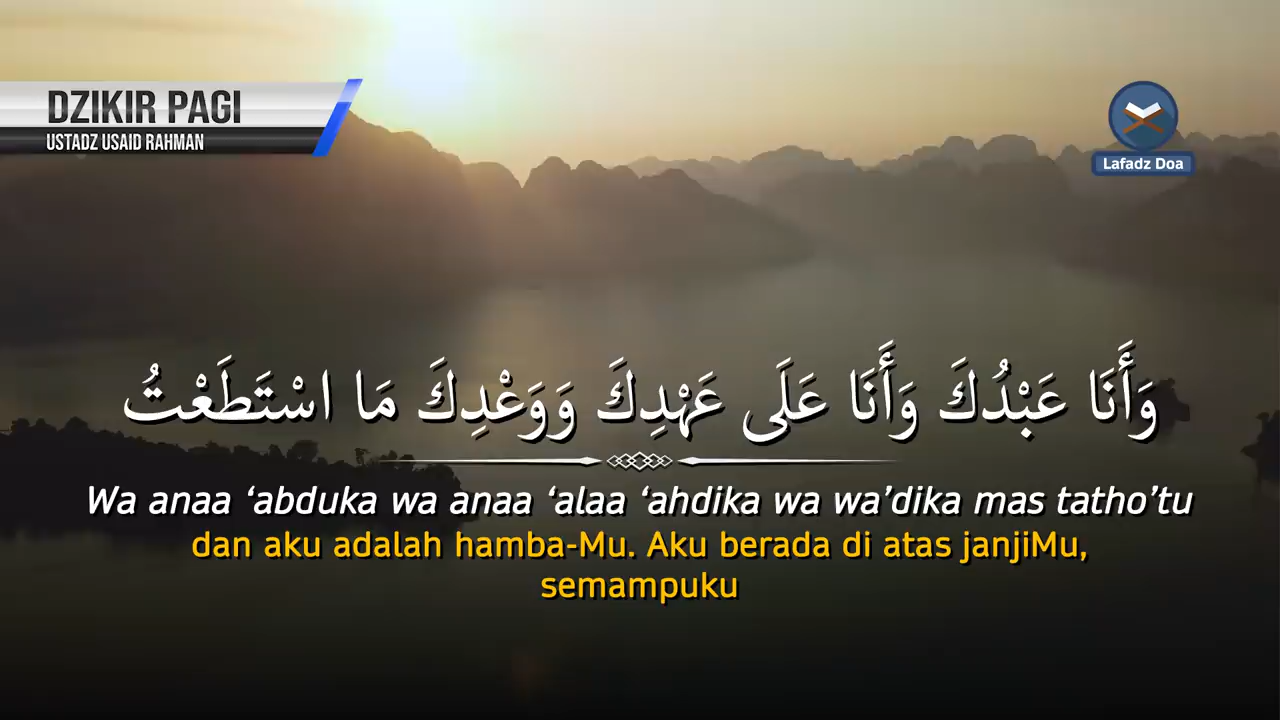 DZIKIR PAGI
USTADZ USAID RAHMAN
Lafadz Doa
وَأَنَا عَبْدُكَ وَأَنَا عَلَى عَهْدِكَ وَوَعْدِكَ مَا اسْتَطَعْتُ
Wa anaa ‘abduka wa anaa ‘alaa ‘ahdika wa wa’dika mas tatho’tu
dan aku adalah hamba-Mu. Aku berada di atas janjiMu,
semampuku